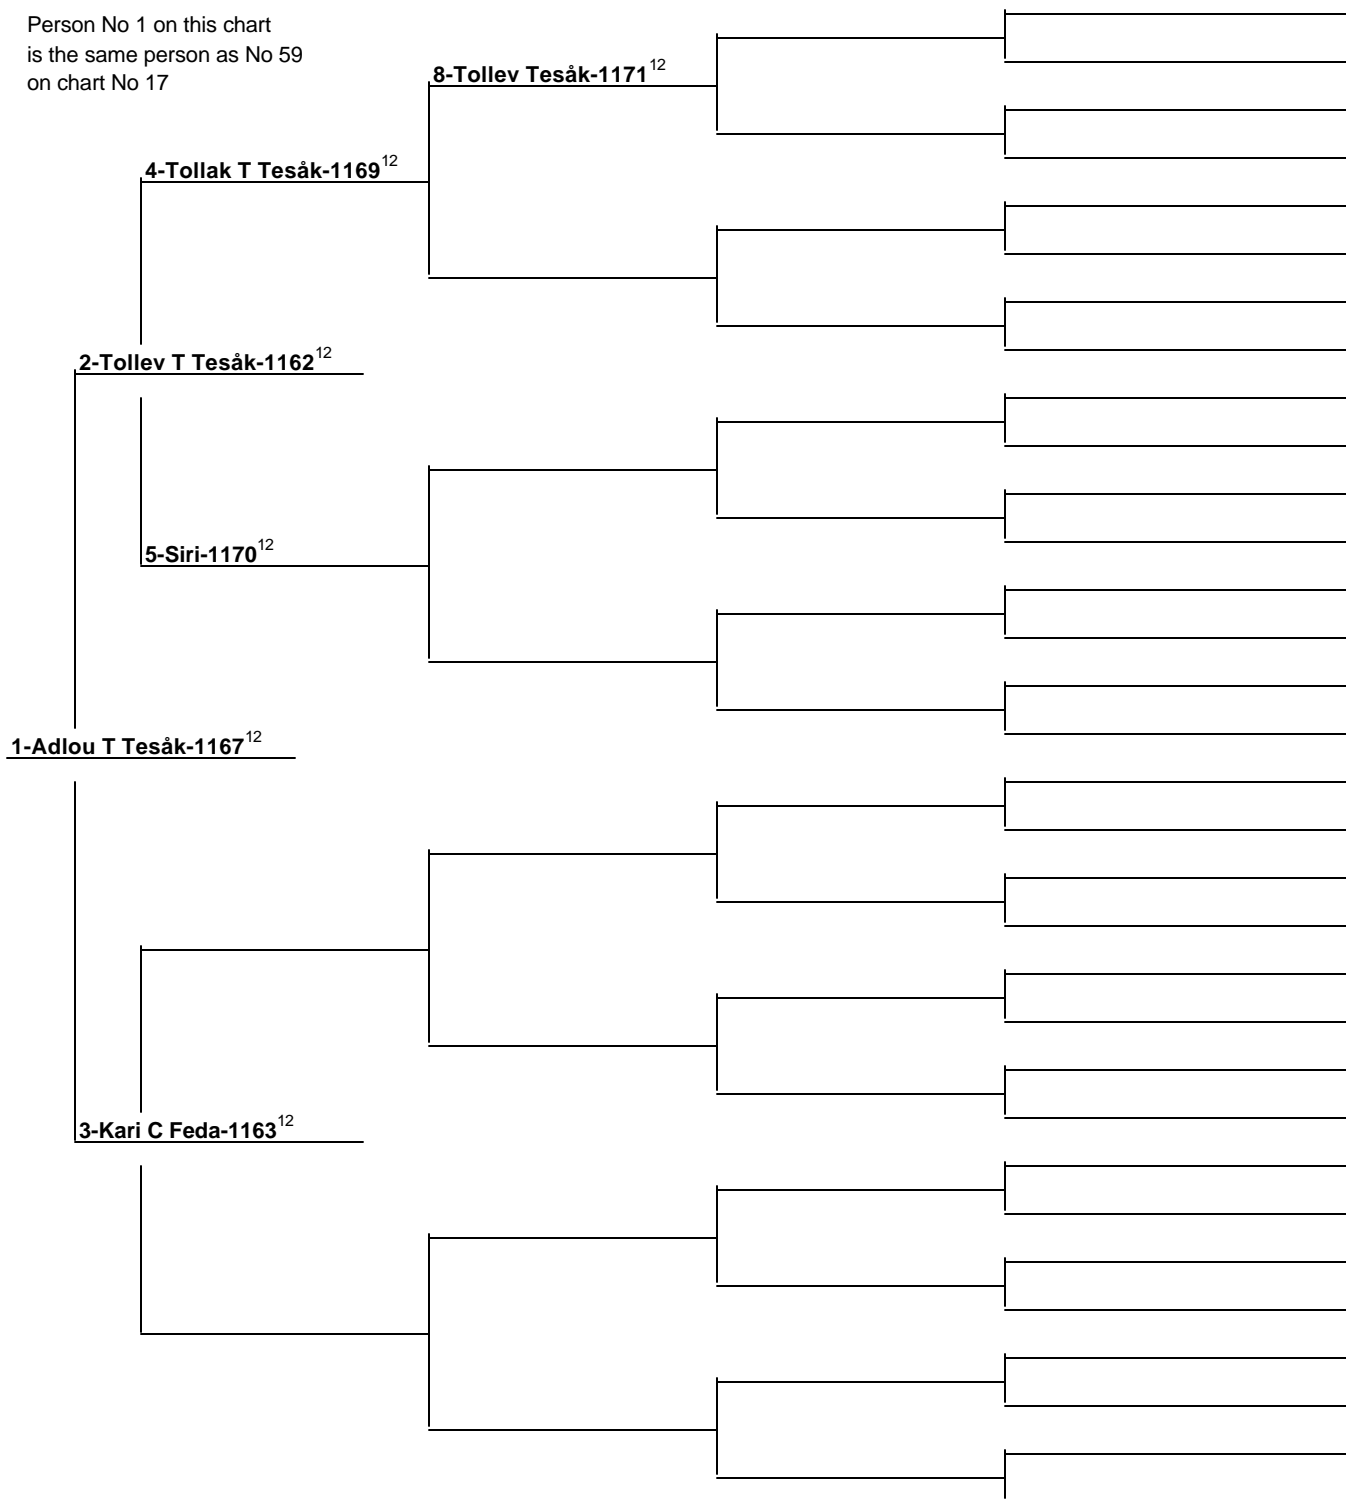 Person No 1 on this chart
is the same person as No 59
on chart No 17
8-Tollev Tesåk-1171¹²
4-Tollak T Tesåk-1169¹²
2-Tollev T Tesåk-1162¹²
5-Siri-1170¹²
1-Adlou T Tesåk-1167¹²
3-Kari C Feda-1163¹²